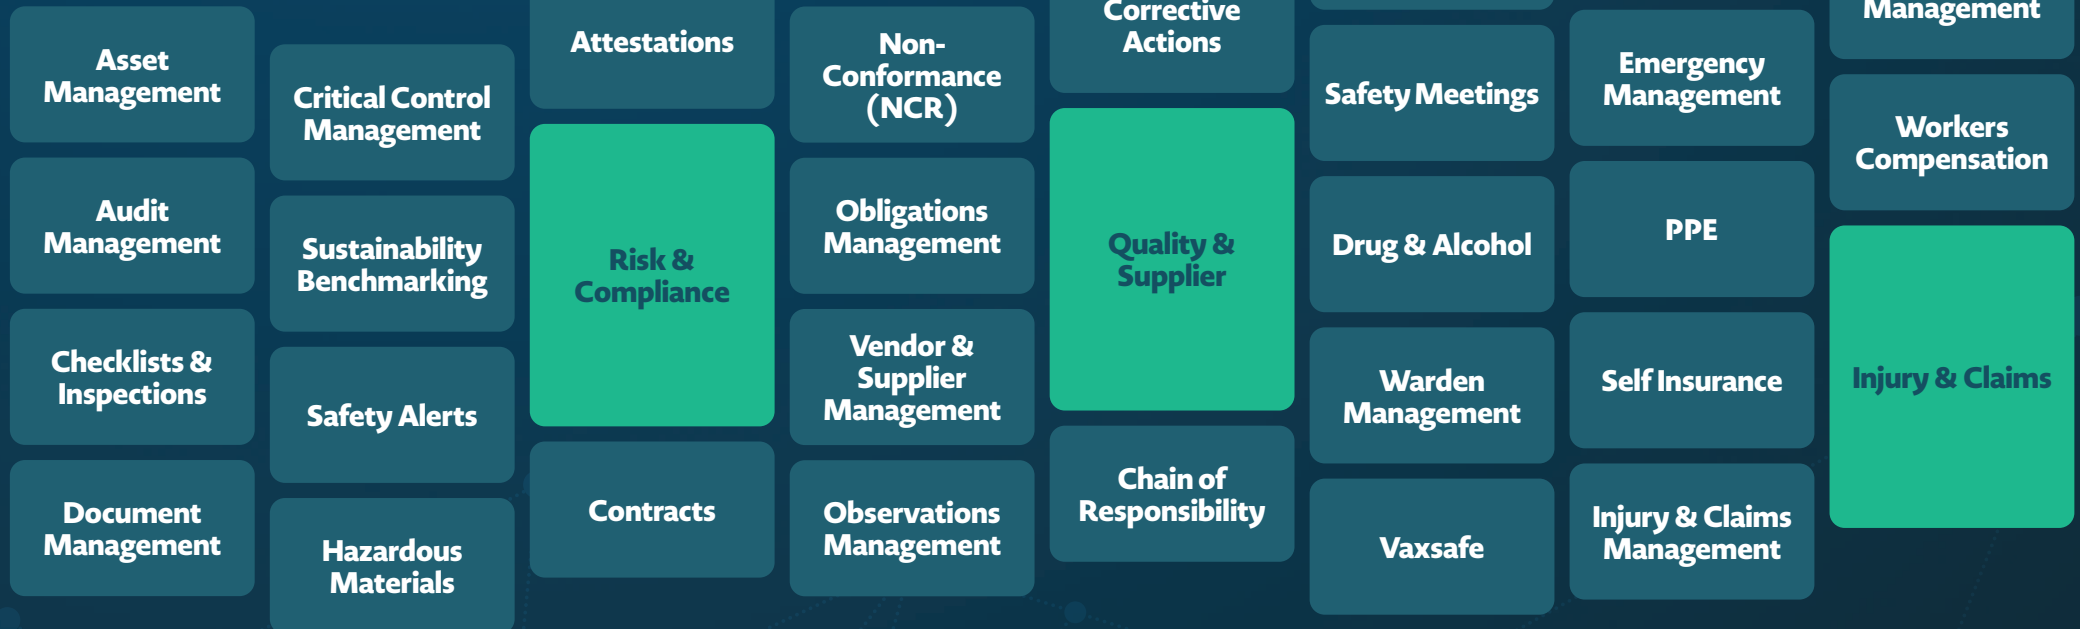 Asset
Management
Audit
Management
Checklists &
Inspections
Document
Management
Critical Control
Management
Sustainability
Benchmarking
Safety Alerts
Hazardous
Materials
Attestations
Risk &
Compliance
Contracts
Non-
Conformance
(NCR)
Obligations
Management
Vendor &
Supplier
Management
Observations
Management
Corrective
Actions
Quality &
Supplier
Chain of
Responsibility
Safety Meetings
Drug & Alcohol
Warden
Management
Vaxsafe
Emergency
Management
PPE
Self Insurance
Injury & Claims
Management
Management
Workers
Compensation
Injury & Claims